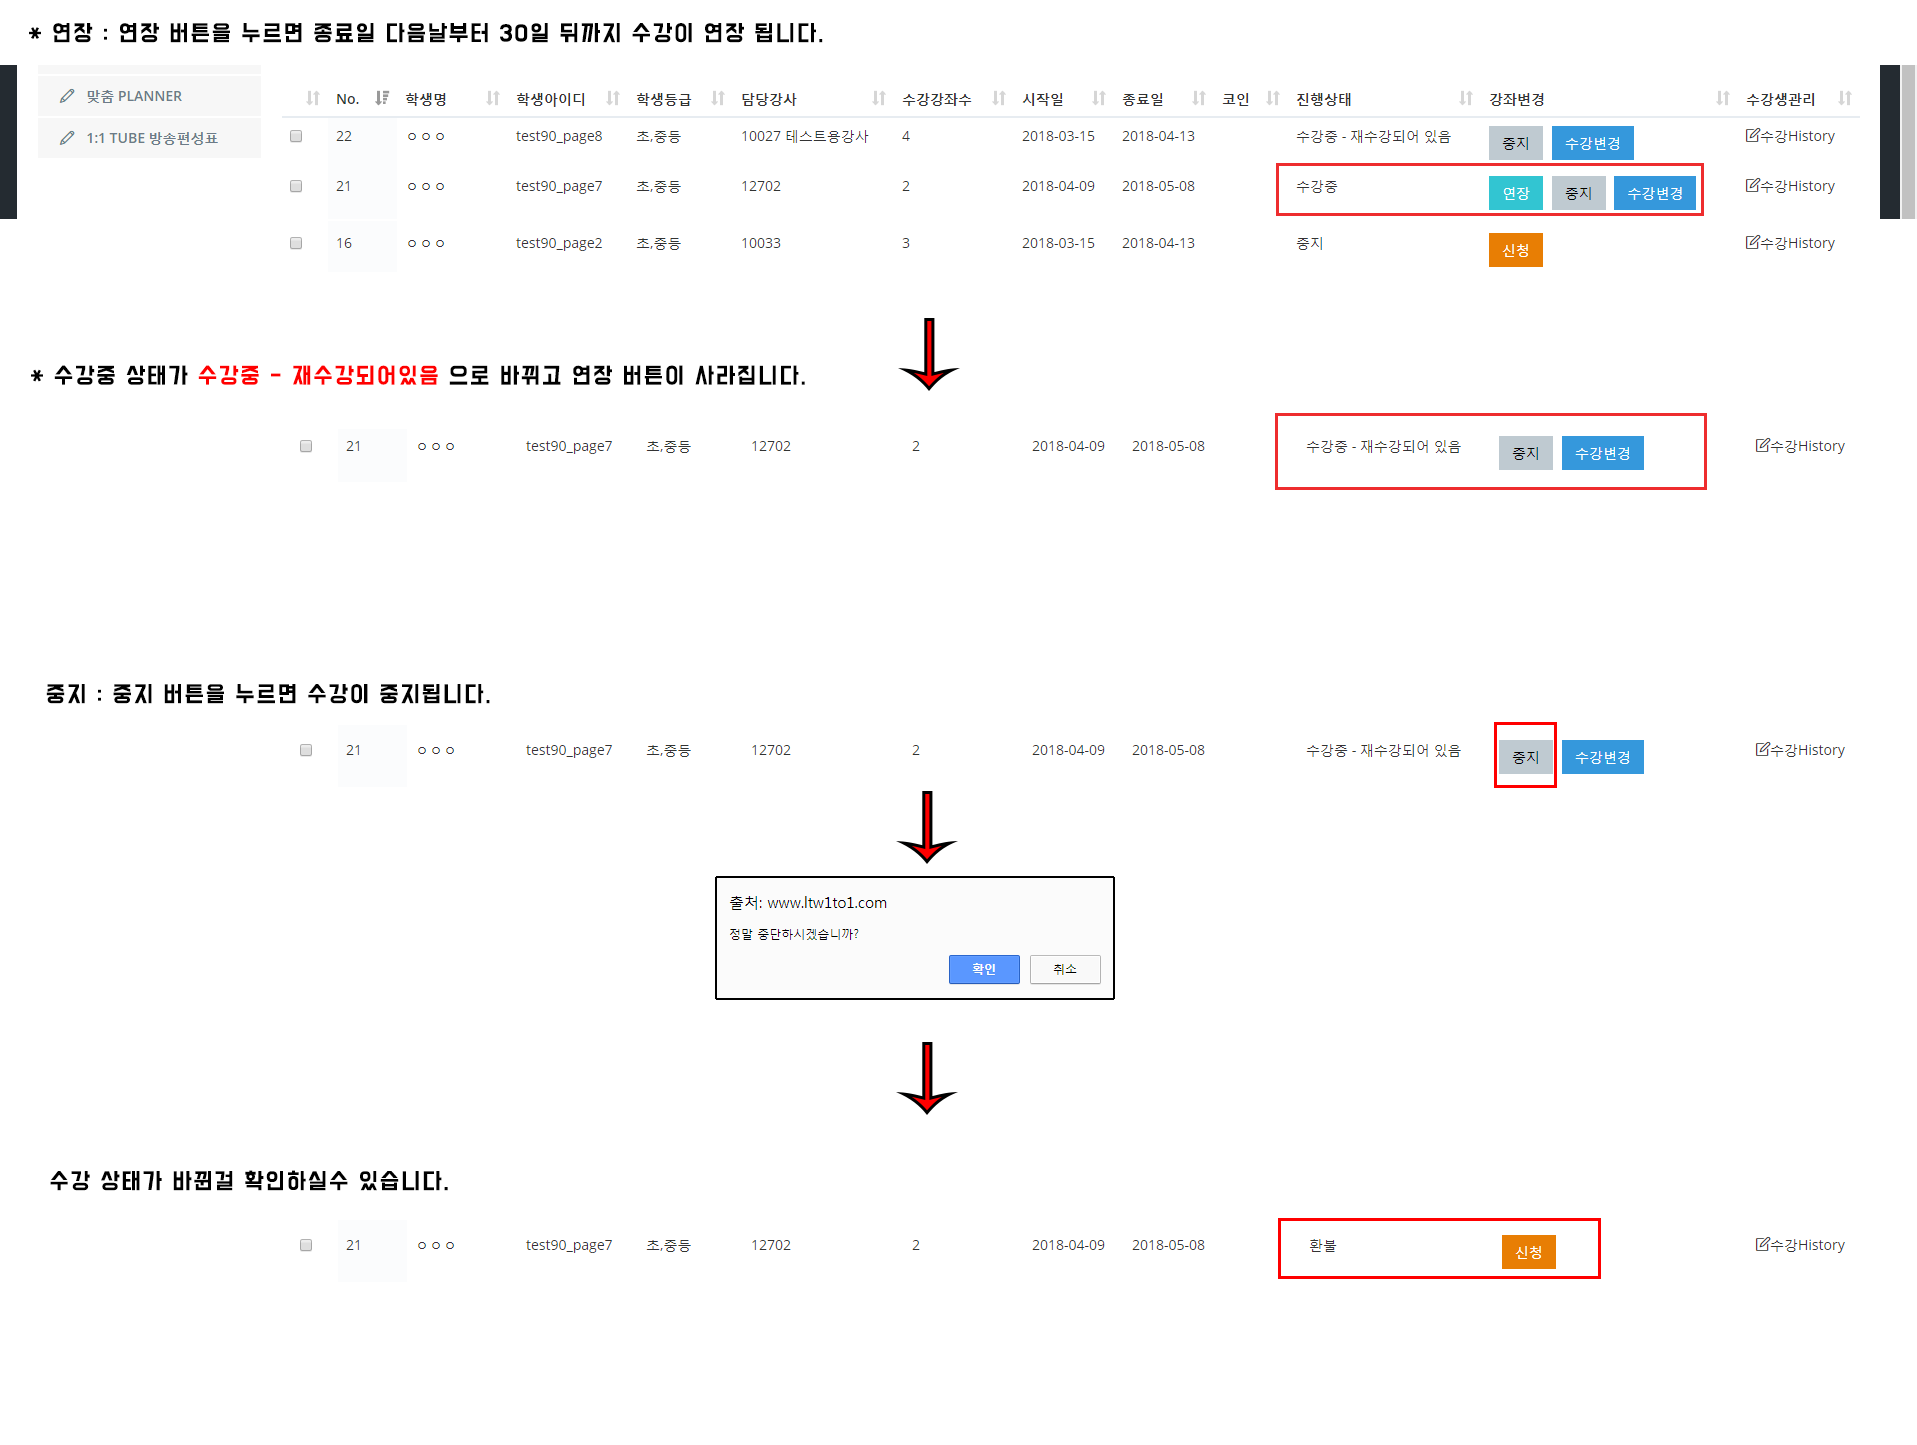 * 연장 : 연장 버튼을 누르면 종료일 다음날부터 30일 뒤까지 수강이 연장 됩니다.
맞춤 PLANNER
1:1 TUBE 방송편성표
No. 학생명 학생아이디 학생등급 담당강사 수강강좌수 시작일 종료일 코인 진행상태 강좌변경 수강생관리
22 ㅇㅇㅇ test90_page8 초,중등 10027 테스트용강사 4 2018-03-15 2018-04-13 수강중 - 재수강되어 있음 중지 수강변경 수강History
21 ㅇㅇㅇ test90_page7 초,중등 12702 2 2018-04-09 2018-05-08 수강중 연장 중지 수강변경 수강History
16 ㅇㅇㅇ test90_page2 초,중등 10033 3 2018-03-15 2018-04-13 중지 신청 수강History
* 수강중 상태가 수강중 - 재수강되어있음 으로 바뀌고 연장 버튼이 사라집니다.
21 ㅇㅇㅇ test90_page7 초,중등 12702 2 2018-04-09 2018-05-08 수강중 - 재수강되어 있음 중지 수강변경 수강History
중지 : 중지 버튼을 누르면 수강이 중지됩니다.
21 ㅇㅇㅇ test90_page7 초,중등 12702 2 2018-04-09 2018-05-08 수강중 - 재수강되어 있음 중지 수강변경 수강History
출처: www.ltw1to1.com
정말 중단하시겠습니까?
확인 취소
수강 상태가 바뀐걸 확인하실수 있습니다.
21 ㅇㅇㅇ test90_page7 초,중등 12702 2 2018-04-09 2018-05-08 환불 신청 수강History